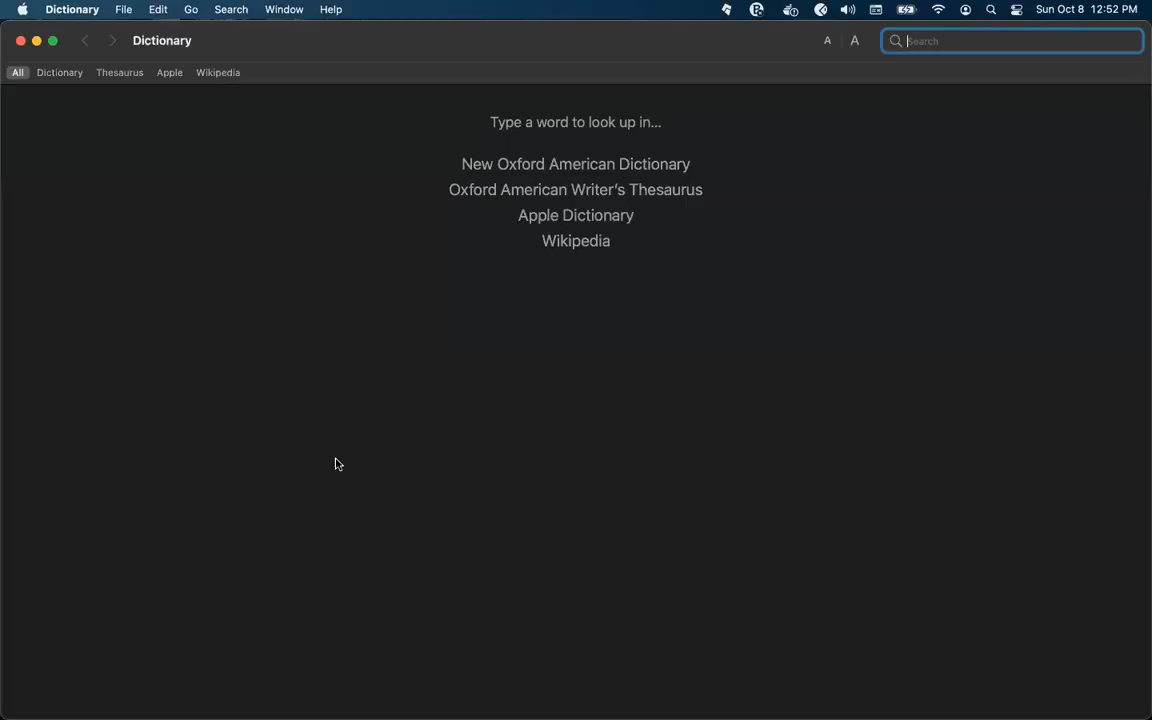 Dictionary File Edit Go Search Window Help Sun Oct 8 12:52 PM
Dictionary A A Search
All Dictionary Thesaurus Apple Wikipedia
Type a word to look up in...
New Oxford American Dictionary
Oxford American Writer's Thesaurus
Apple Dictionary
Wikipedia